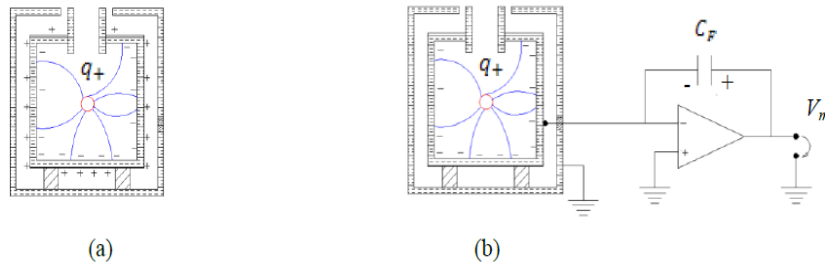 q+
(a)
q+
C_F
- +
-
+
V_n
(b)